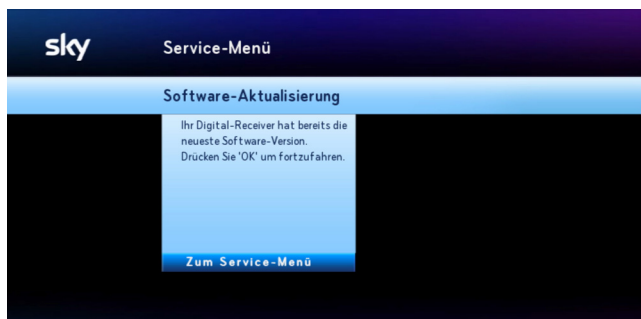 sky
Service-Menü
Software-Aktualisierung
Ihr Digital-Receiver hat bereits die
neueste Software-Version.
Drücken Sie 'OK' um fortzufahren.
Zum Service-Menü